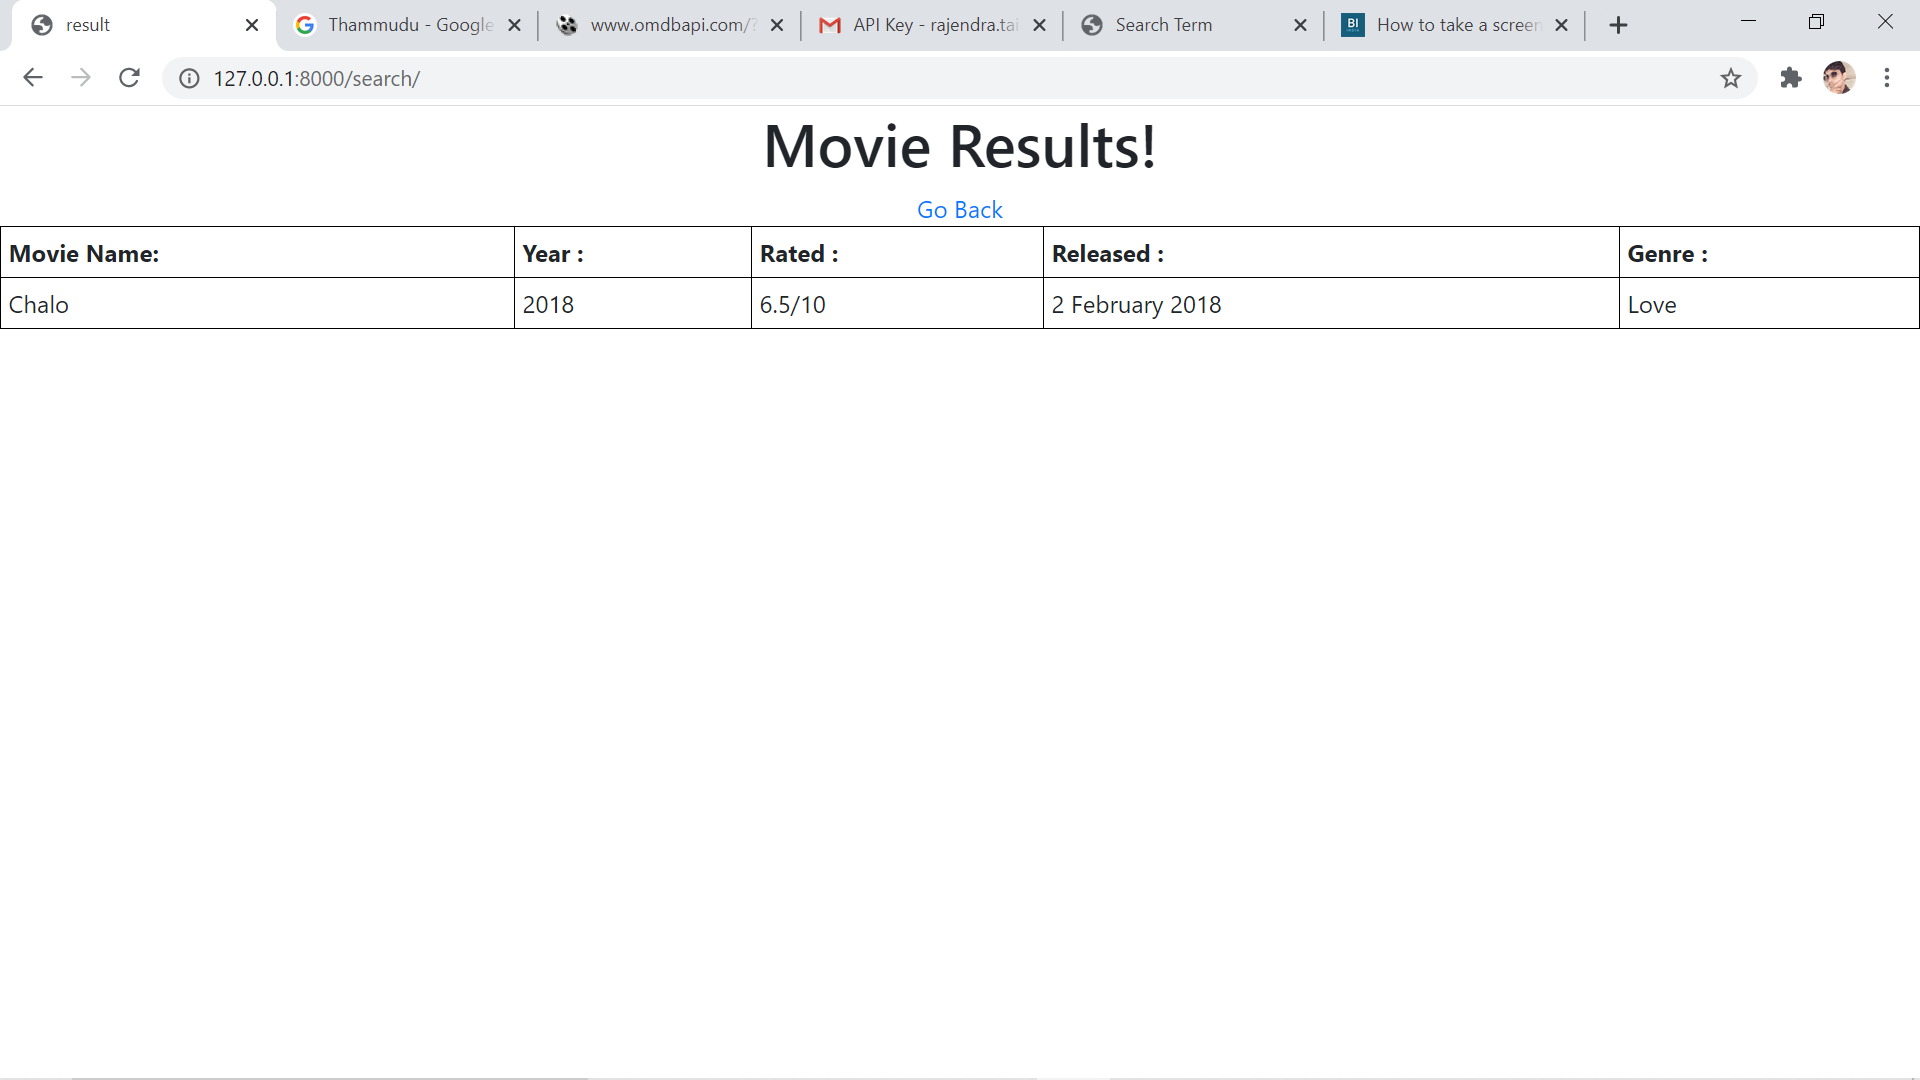 result
Thammudu - Google
www.omdbapi.com/?
API Key - rajendra.tai
Search Term
BI
How to take a screen
127.0.0.1:8000/search/
Movie Results!
Go Back
Movie Name: Year : Rated : Released : Genre :
Chalo 2018 6.5/10 2 February 2018 Love